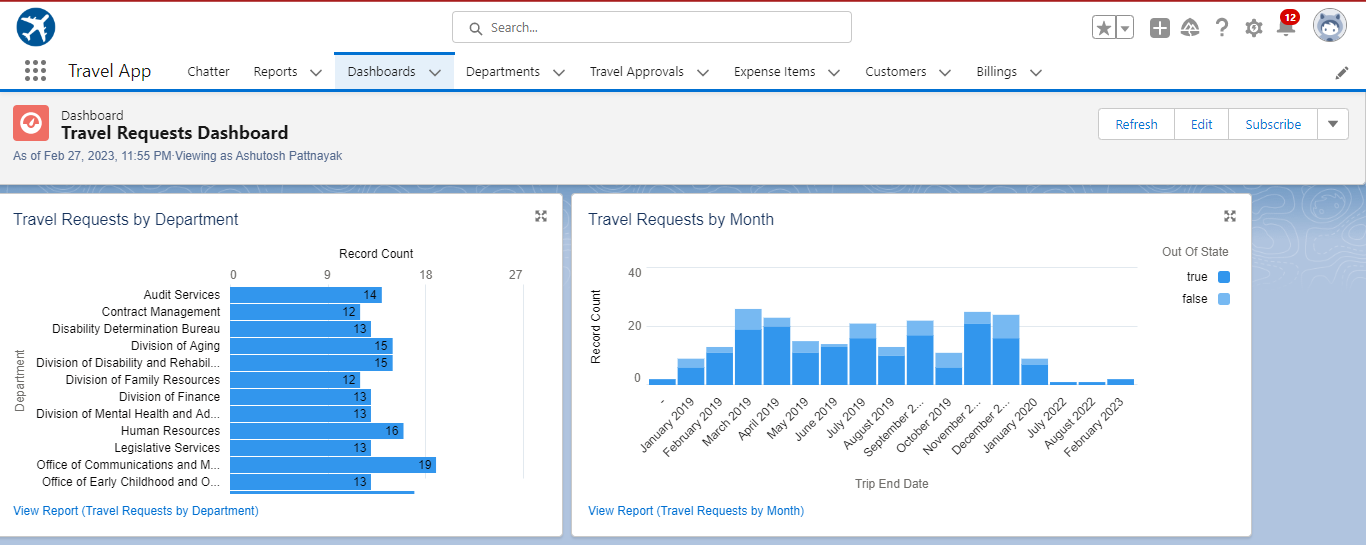 Search...
12
Travel App
Chatter
Reports
Dashboards
Departments
Travel Approvals
Expense Items
Customers
Billings
Dashboard
Travel Requests Dashboard
As of Feb 27, 2023, 11:55 PM·Viewing as Ashutosh Pattnayak
Refresh
Edit
Subscribe
Travel Requests by Department
Record Count
0 9 18 27
Department
Audit Services 14
Contract Management 12
Disability Determination Bureau 13
Division of Aging 15
Division of Disability and Rehabil... 15
Division of Family Resources 12
Division of Finance 13
Division of Mental Health and Ad... 13
Human Resources 16
Legislative Services 13
Office of Communications and M... 19
Office of Early Childhood and O... 13
View Report (Travel Requests by Department)
Travel Requests by Month
Out Of State
true
false
Record Count
40
20
0
-
January 2019
February 2019
March 2019
April 2019
May 2019
June 2019
July 2019
August 2019
September 2...
October 2019
November 2...
December 2...
January 2020
July 2022
August 2022
February 2023
Trip End Date
View Report (Travel Requests by Month)